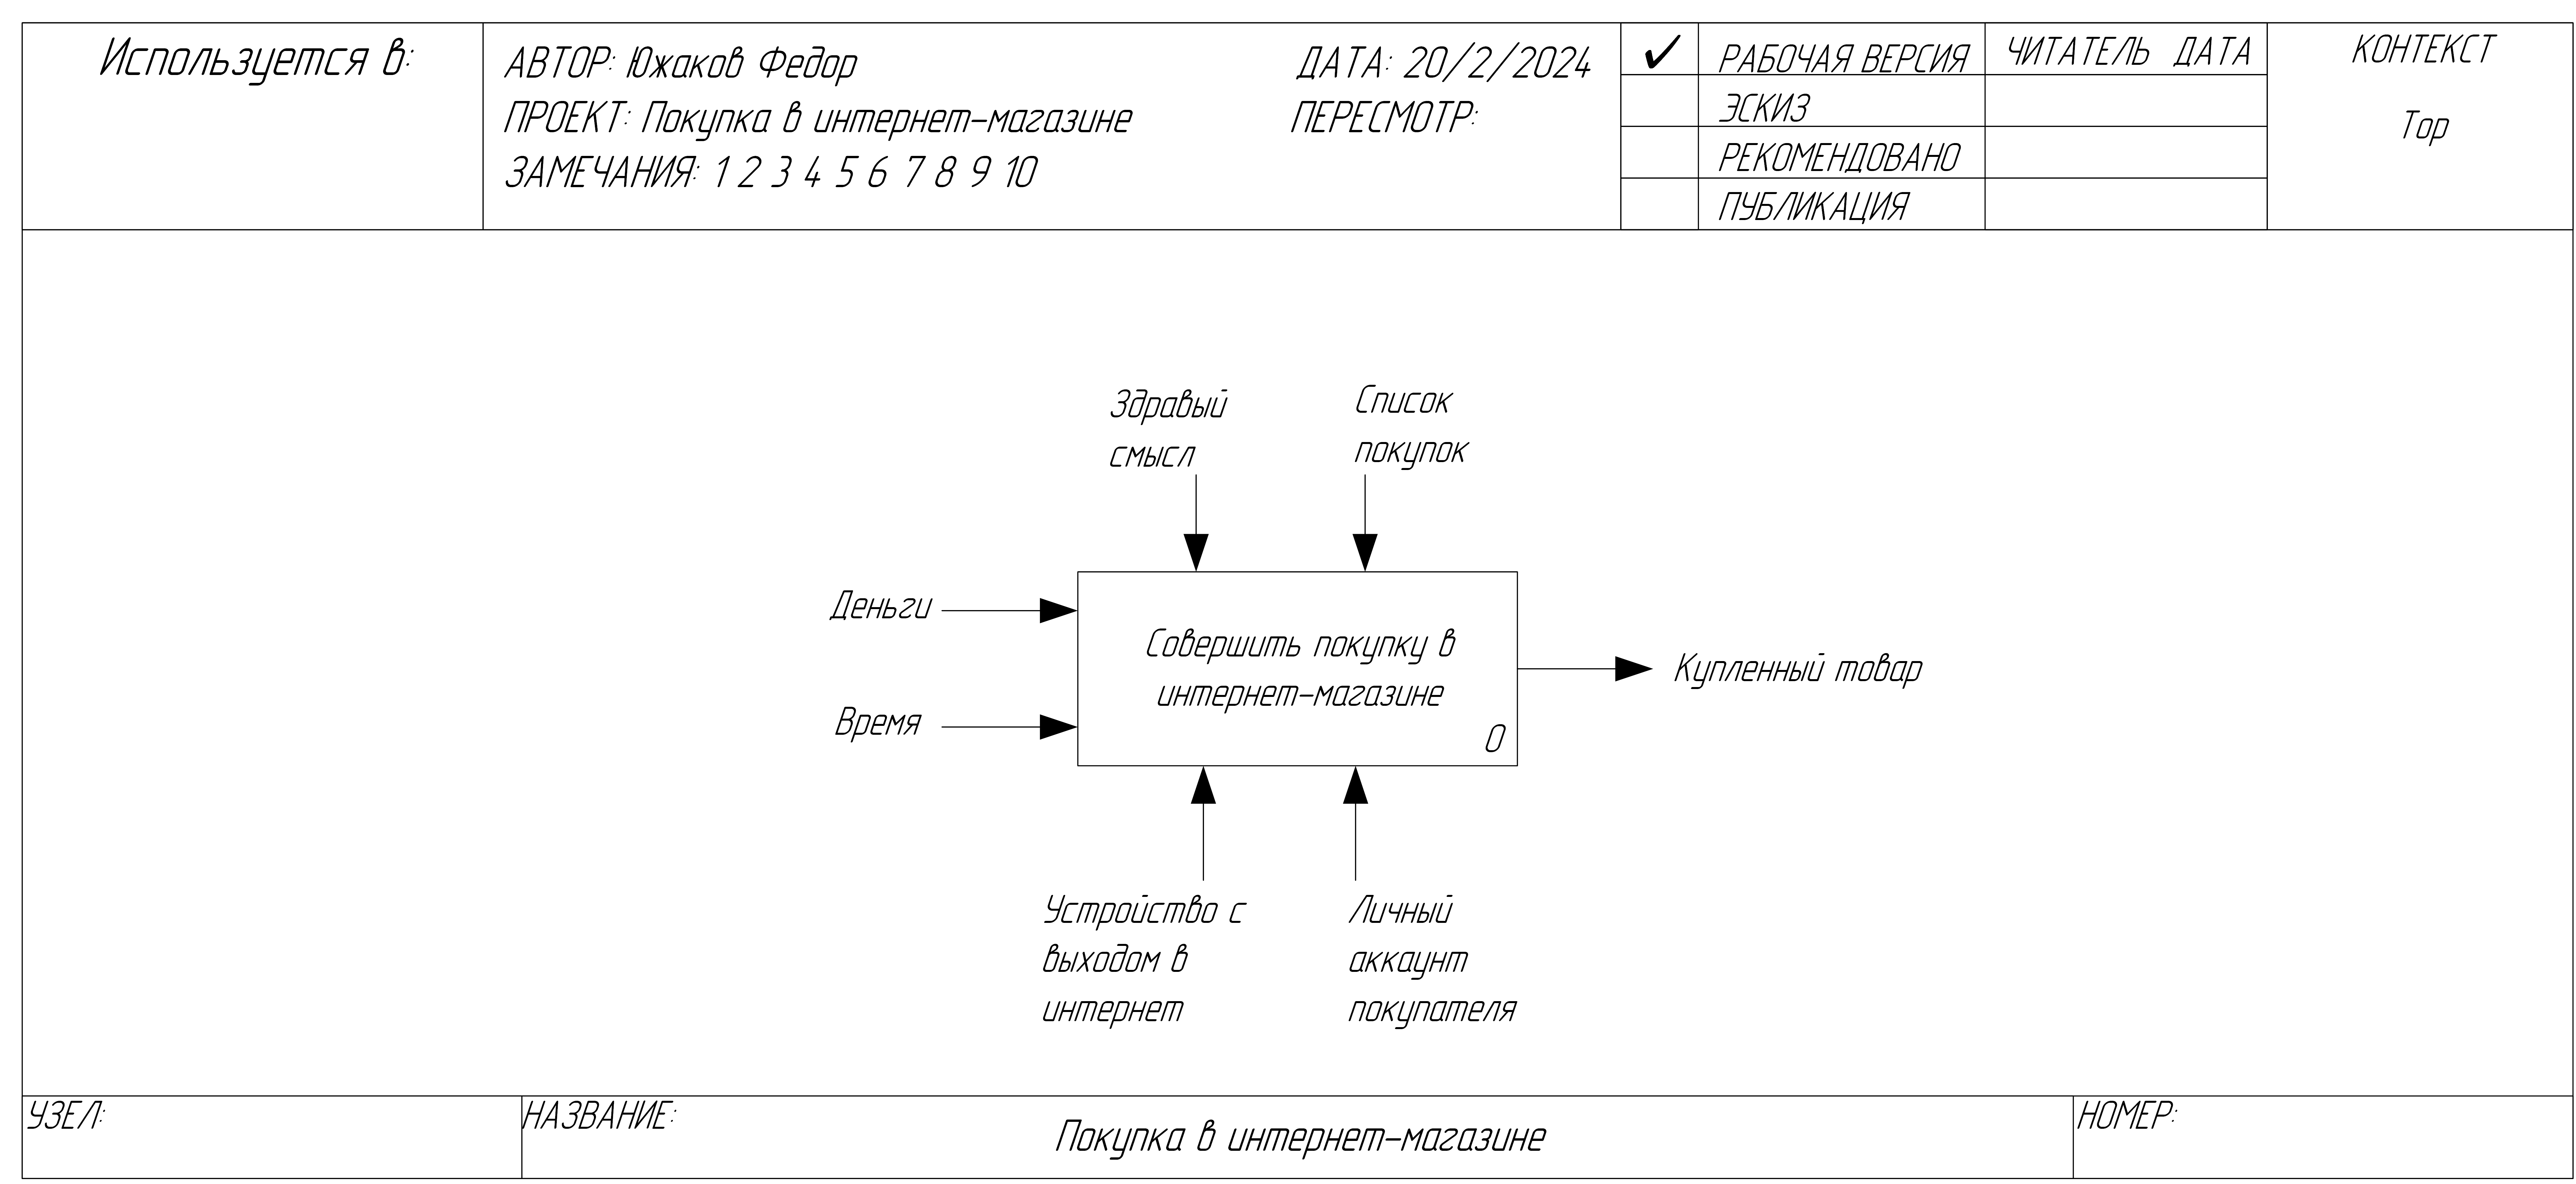 Используется в:
АВТОР: Южаков Федор
ДАТА: 20/2/2024
ПРОЕКТ: Покупка в интернет-магазине
ПЕРЕСМОТР:
ЗАМЕЧАНИЯ: 1 2 3 4 5 6 7 8 9 10
✓ РАБОЧАЯ ВЕРСИЯ
ЭСКИЗ
РЕКОМЕНДОВАНО
ПУБЛИКАЦИЯ
ЧИТАТЕЛЬ ДАТА
КОНТЕКСТ
Top
Здравый
смысл
Список
покупок
Деньги
Время
Совершить покупку в
интернет-магазине
0
Купленный товар
Устройство с
выходом в
интернет
Личный
аккаунт
покупателя
УЗЕЛ:
НАЗВАНИЕ:
Покупка в интернет-магазине
НОМЕР: